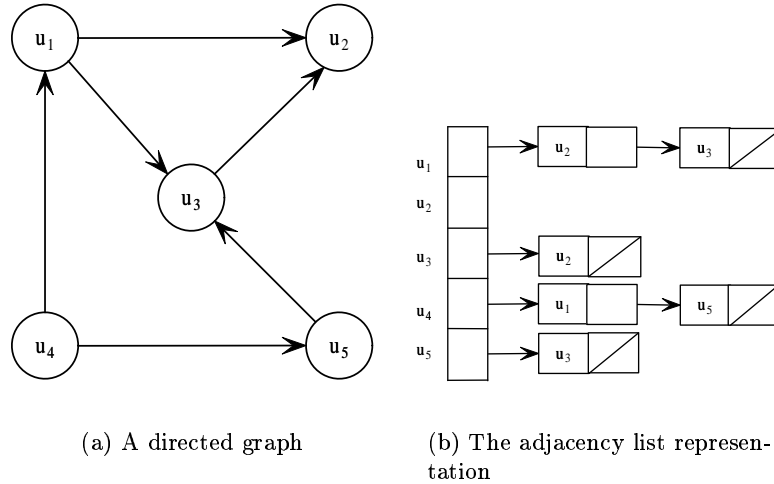 u1
u2
u3
u4
u5
u1
u2
u3
u2
u3
u2
u4
u1
u5
u5
u3
(a) A directed graph
(b) The adjacency list represen-
tation